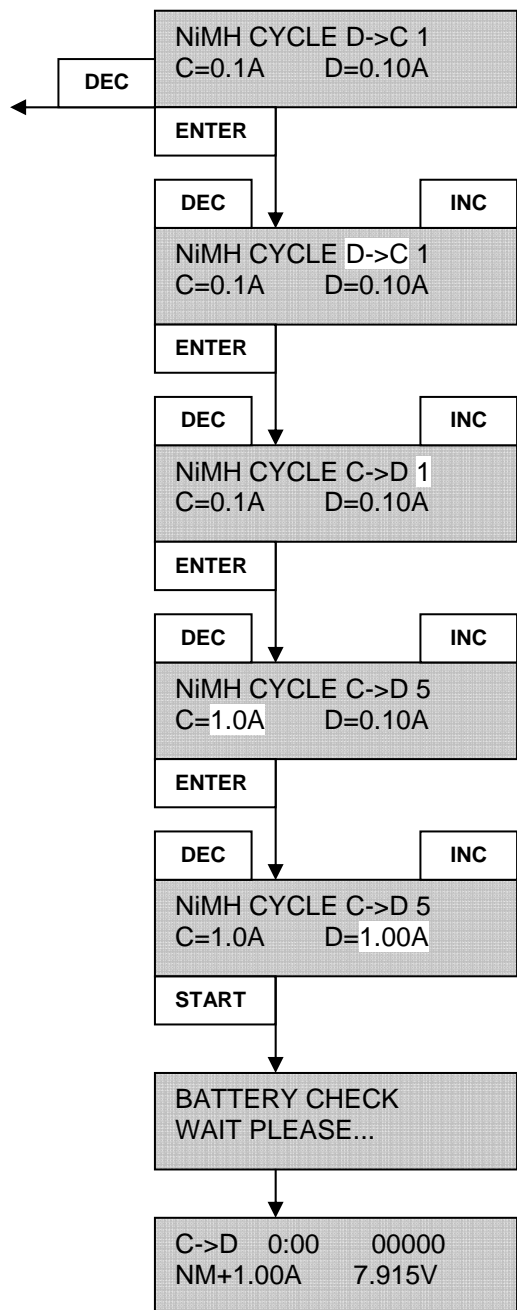 NiMH CYCLE D->C 1
C=0.1A D=0.10A
DEC
ENTER
DEC INC
NiMH CYCLE D->C 1
C=0.1A D=0.10A
ENTER
DEC INC
NiMH CYCLE C->D 1
C=0.1A D=0.10A
ENTER
DEC INC
NiMH CYCLE C->D 5
C=1.0A D=0.10A
ENTER
DEC INC
NiMH CYCLE C->D 5
C=1.0A D=1.00A
START
BATTERY CHECK
WAIT PLEASE...
C->D 0:00 00000
NM+1.00A 7.915V